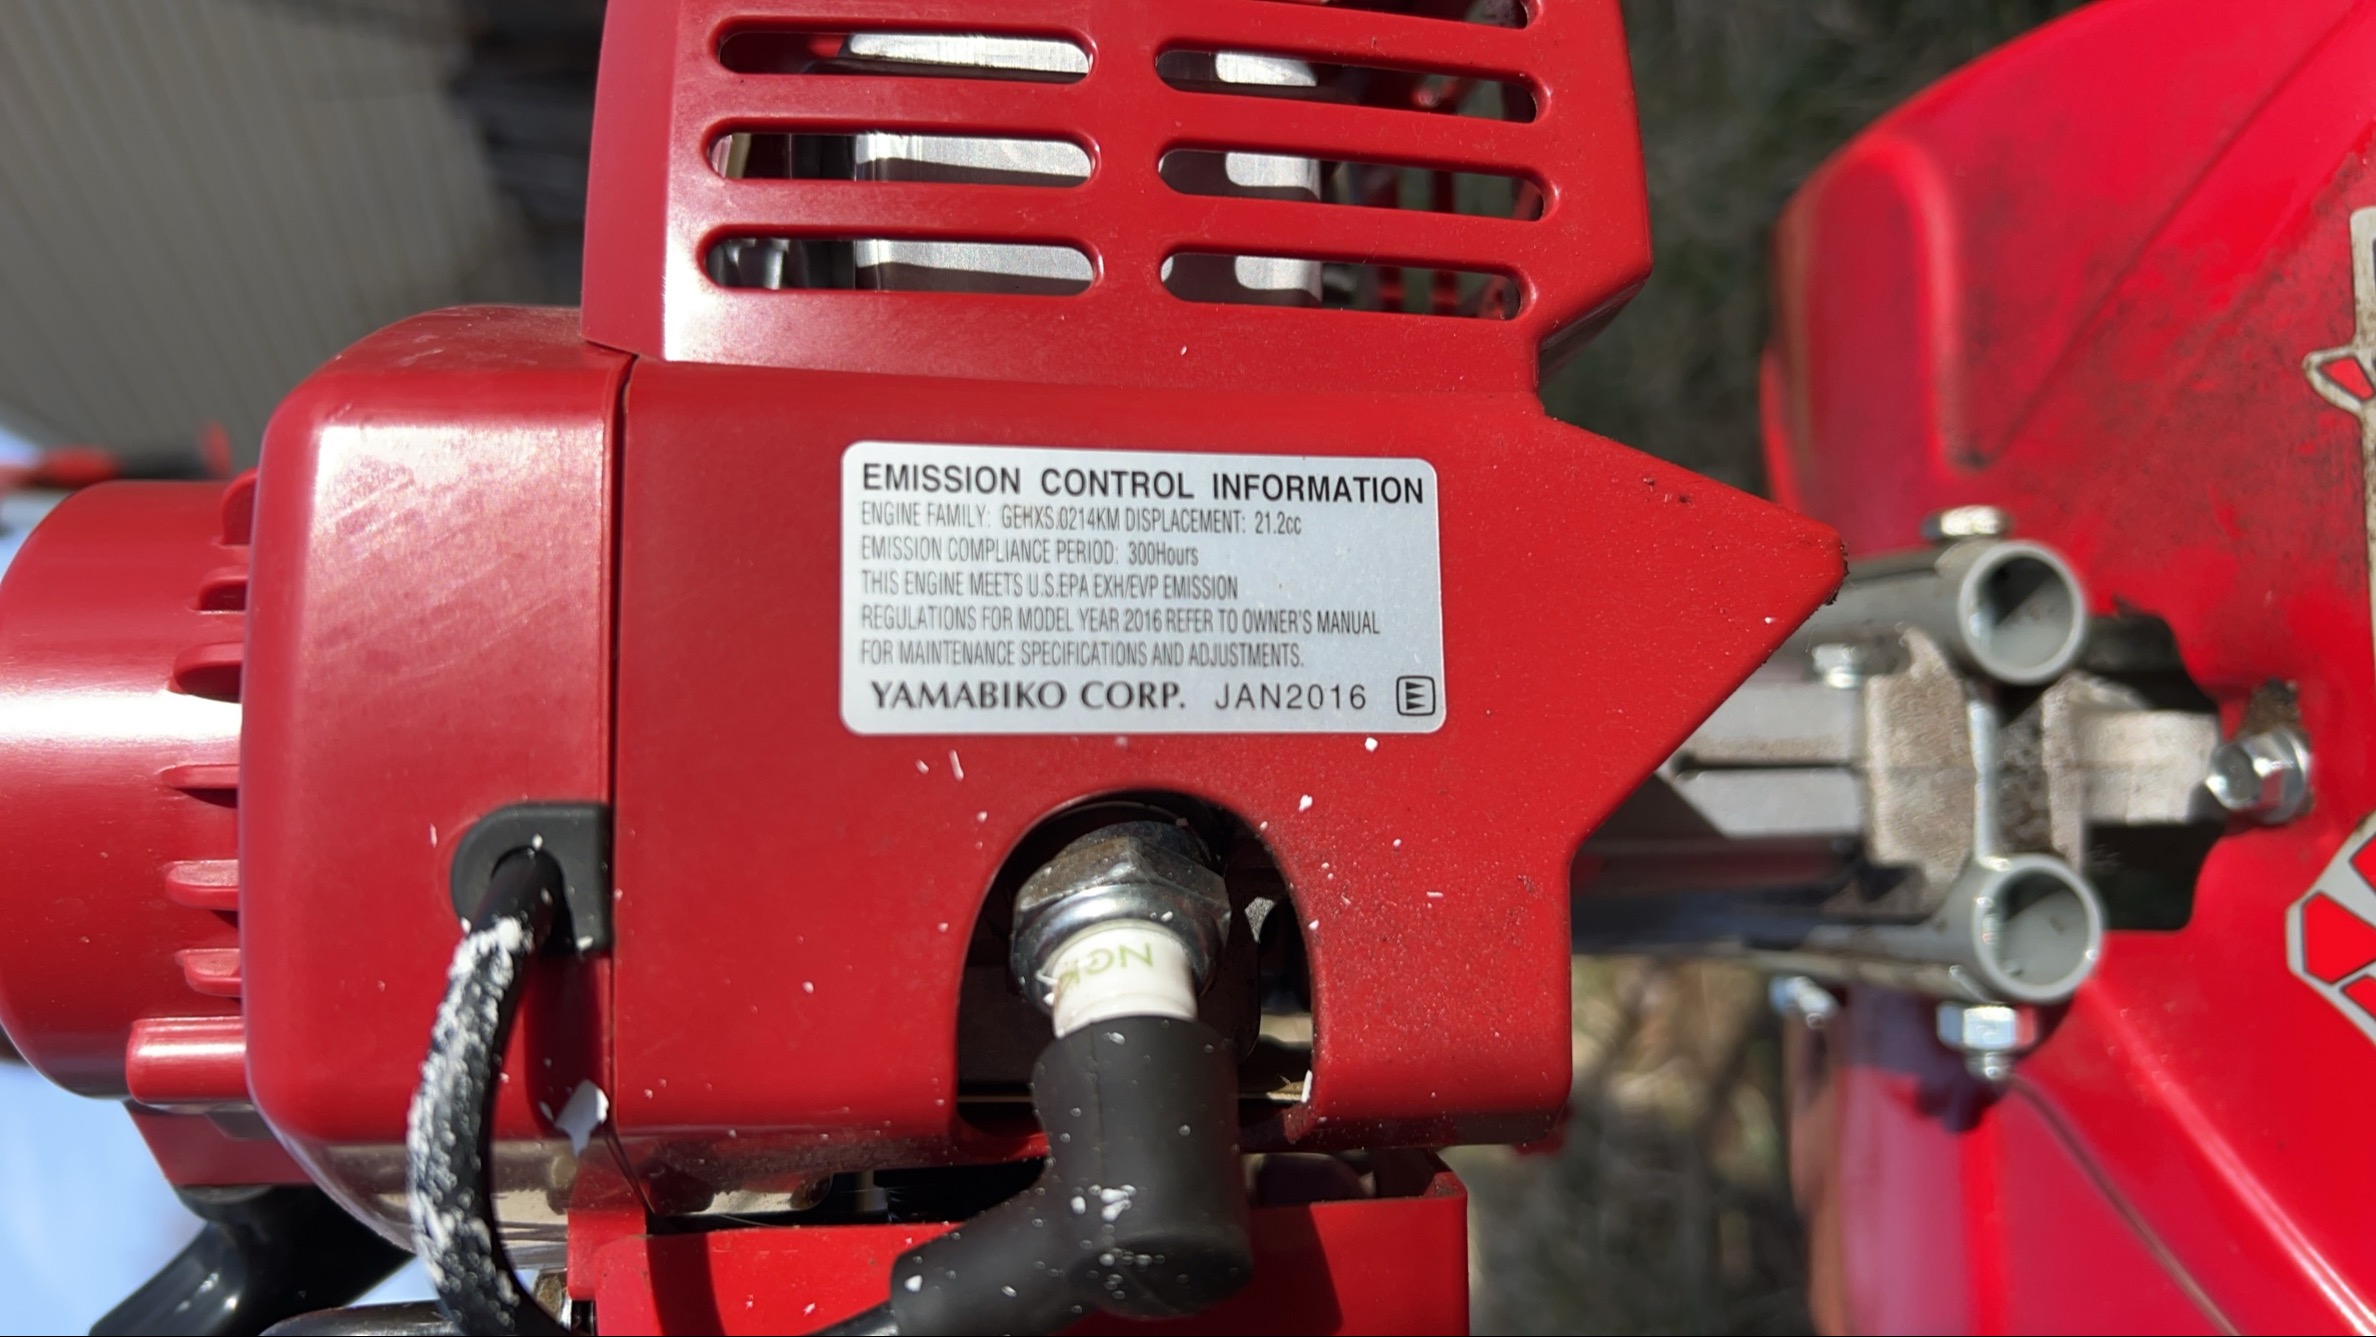 EMISSION CONTROL INFORMATION
ENGINE FAMILY: GEHXS.0214KM DISPLACEMENT: 21.2cc
EMISSION COMPLIANCE PERIOD: 300Hours
THIS ENGINE MEETS U.S.EPA EXH/EVP EMISSION
REGULATIONS FOR MODEL YEAR 2016 REFER TO OWNER'S MANUAL
FOR MAINTENANCE SPECIFICATIONS AND ADJUSTMENTS.
YAMABIKO CORP. JAN2016
NGK